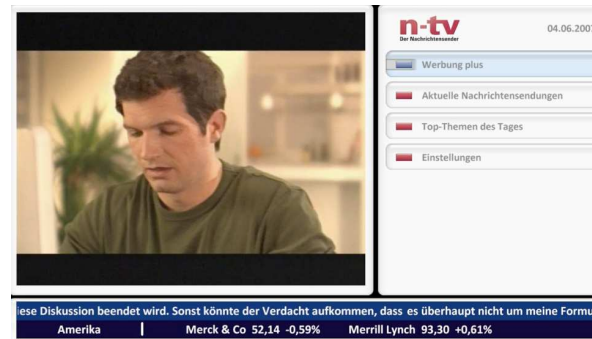 n-tv
Der Nachrichtensender
04.06.2007
Werbung plus
Aktuelle Nachrichtensendungen
Top-Themen des Tages
Einstellungen
iese Diskussion beendet wird. Sonst könnte der Verdacht aufkommen, dass es überhaupt nicht um meine Formu
Amerika | Merck & Co 52,14 -0,59% Merrill Lynch 93,30 +0,61%